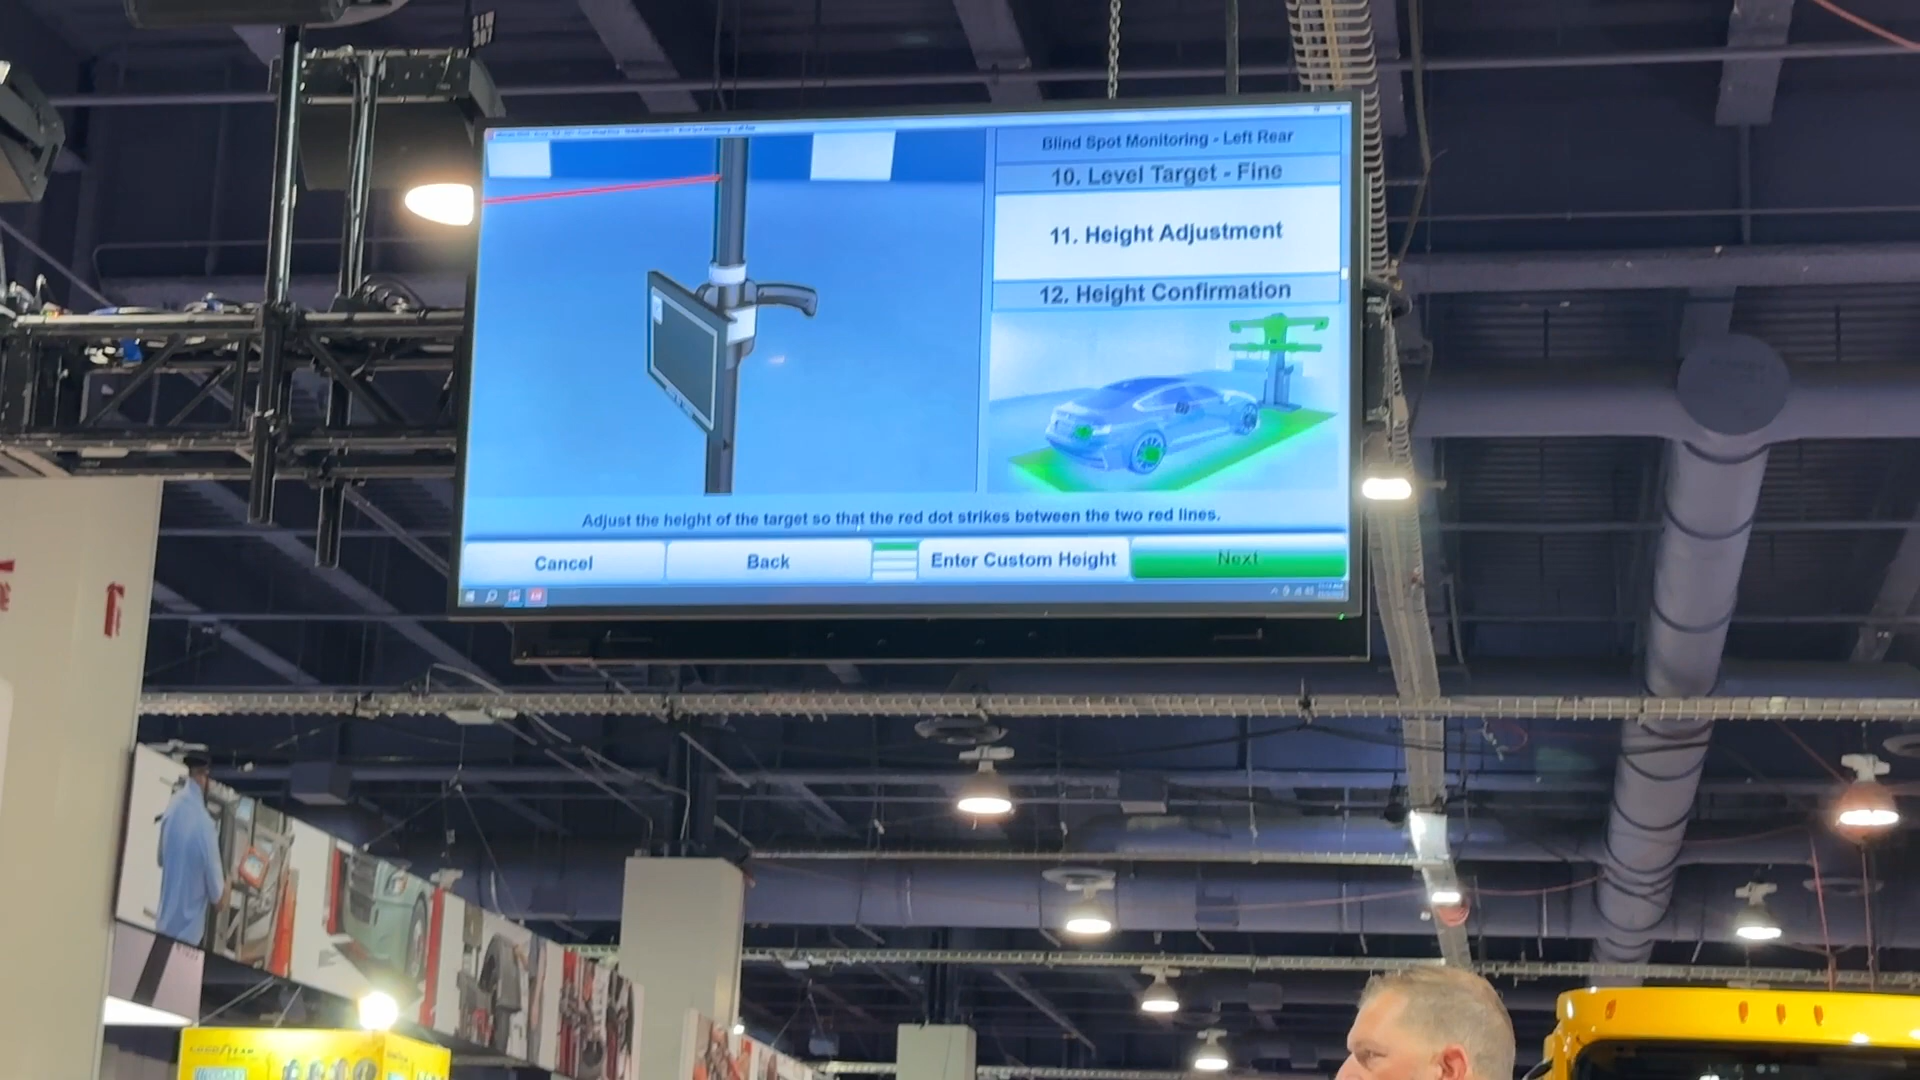 Blind Spot Monitoring - Left Rear
10. Level Target - Fine
11. Height Adjustment
12. Height Confirmation
Adjust the height of the target so that the red dot strikes between the two red lines.
Cancel
Back
Enter Custom Height
Next
GOODYEAR